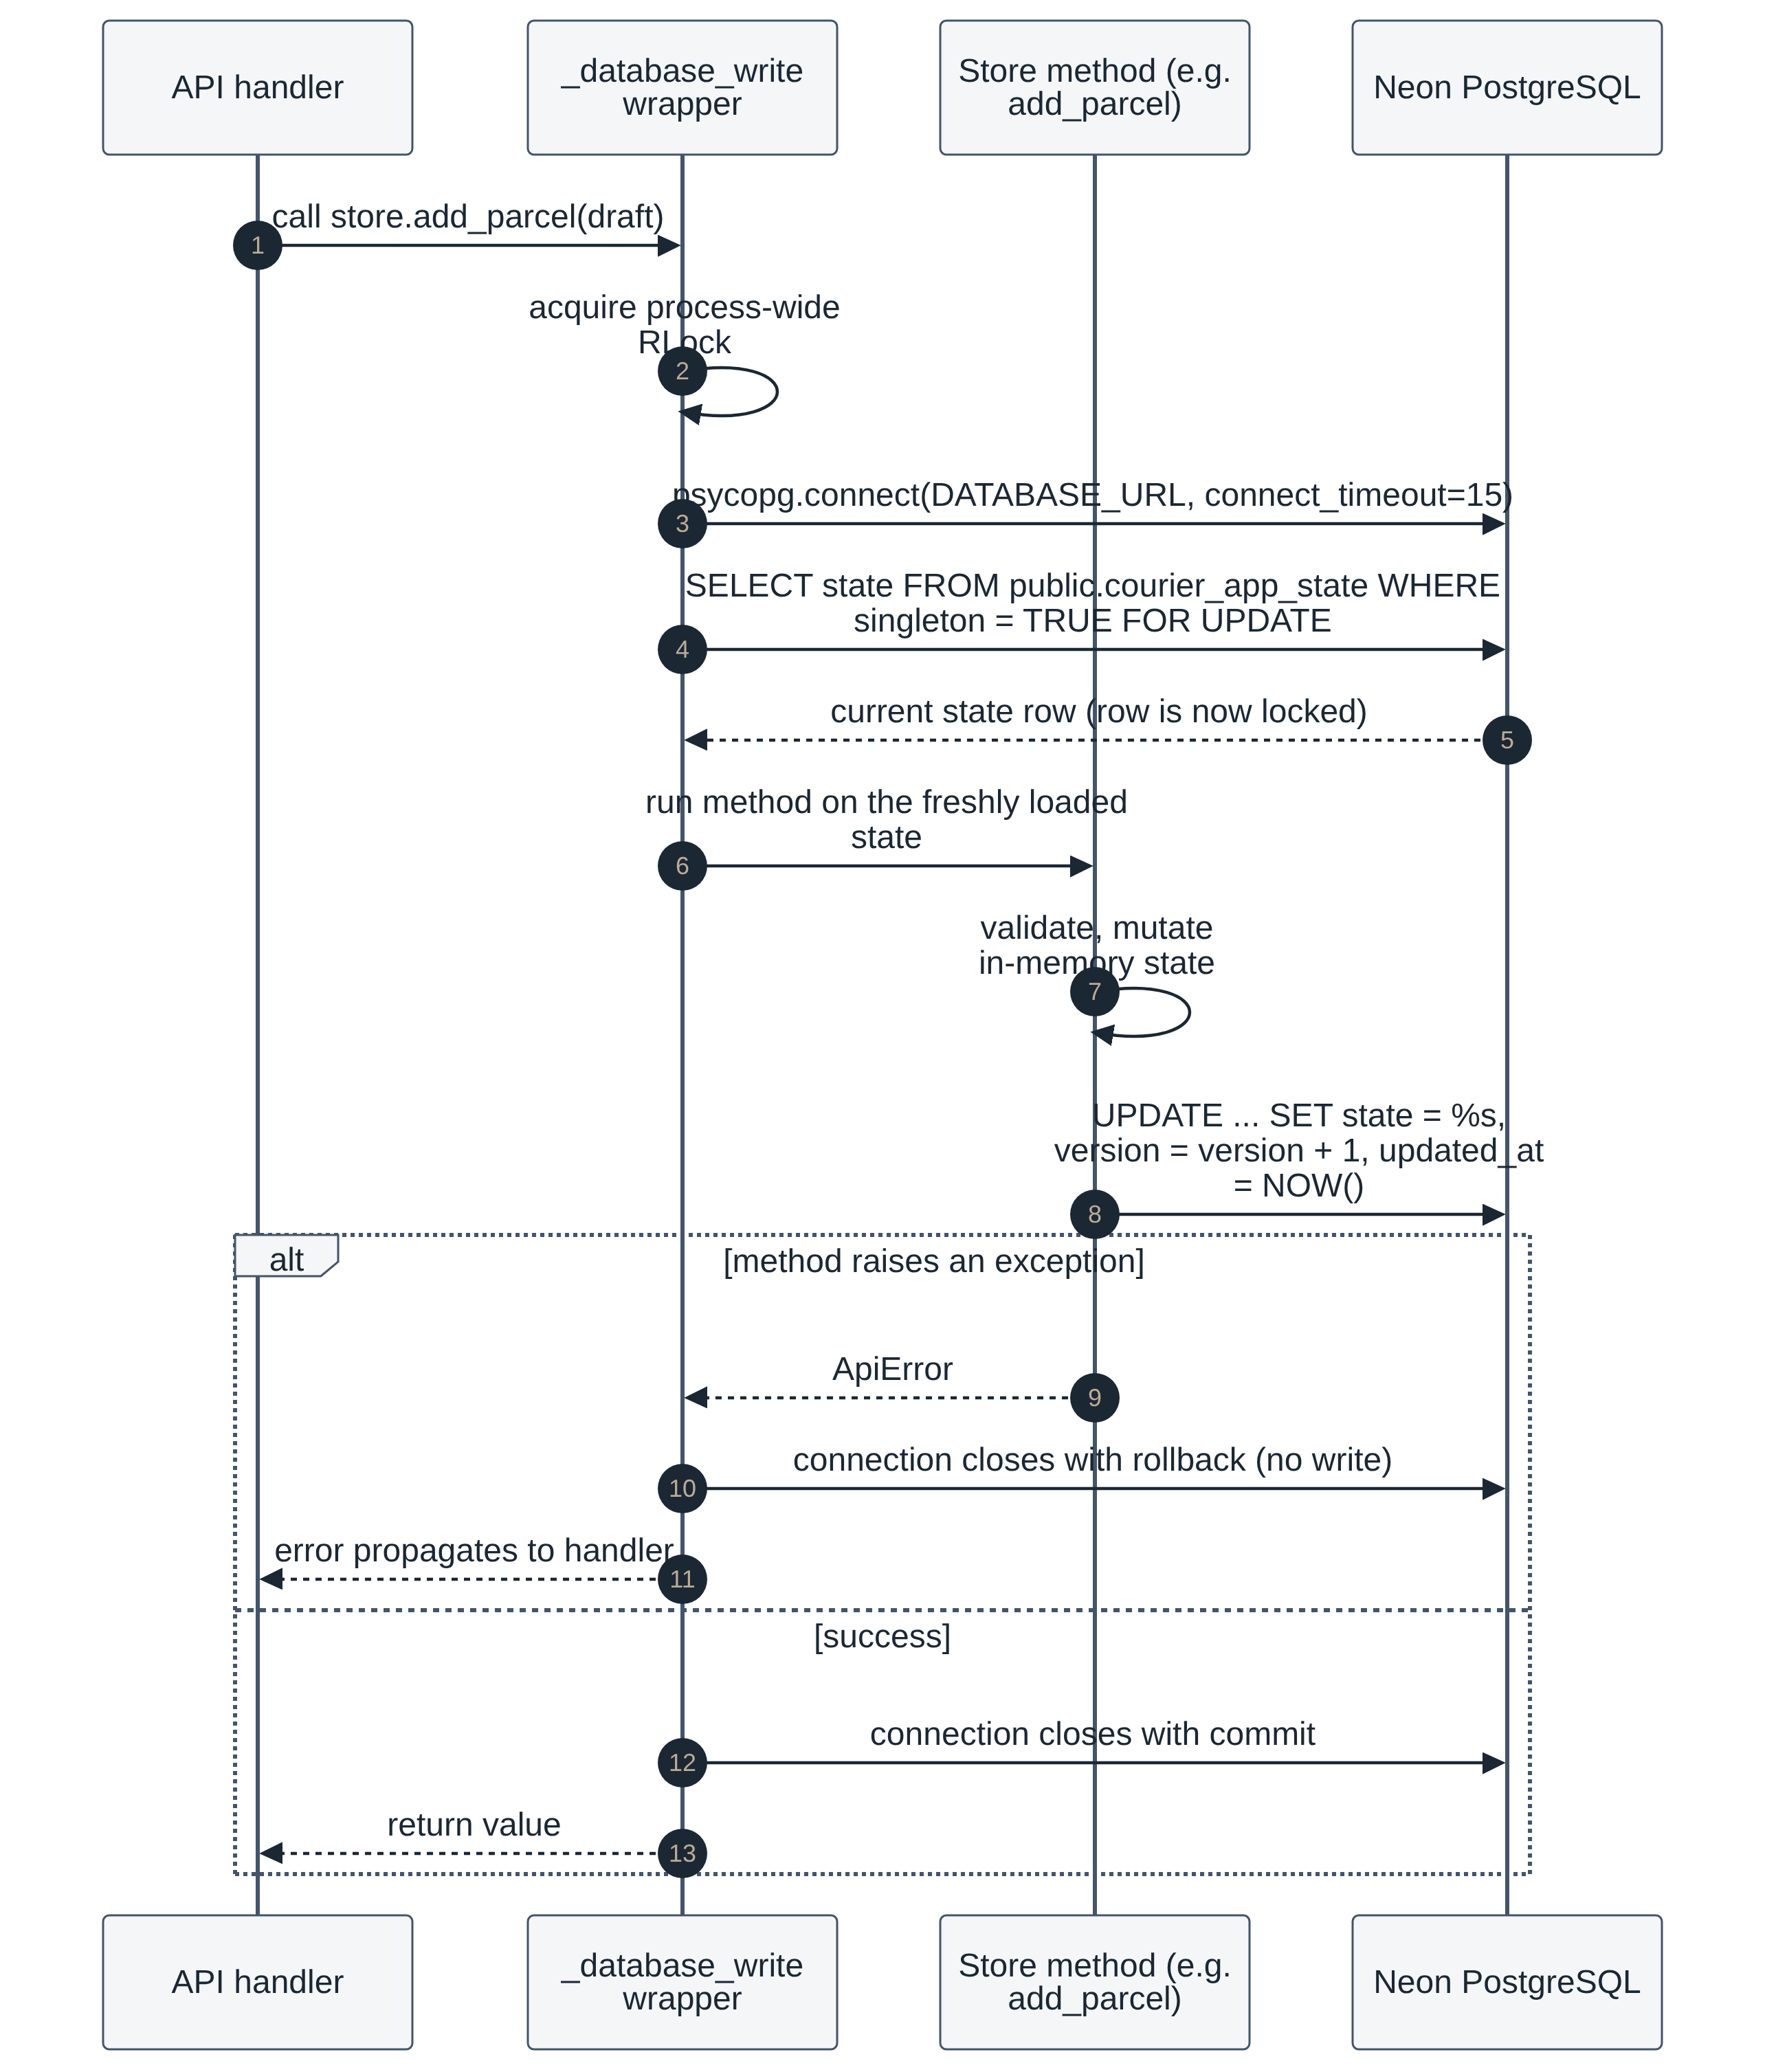 API handler
_database_write
wrapper
Store method (e.g.
add_parcel)
Neon PostgreSQL
call store.add_parcel(draft)
1
acquire process-wide
RLock
2
psycopg.connect(DATABASE_URL, connect_timeout=15)
3
SELECT state FROM public.courier_app_state WHERE
singleton = TRUE FOR UPDATE
4
current state row (row is now locked)
5
run method on the freshly loaded
state
6
validate, mutate
in-memory state
7
UPDATE ... SET state = %s,
version = version + 1, updated_at
= NOW()
8
alt
[method raises an exception]
ApiError
9
connection closes with rollback (no write)
10
error propagates to handler
11
[success]
connection closes with commit
12
return value
13
API handler
_database_write
wrapper
Store method (e.g.
add_parcel)
Neon PostgreSQL